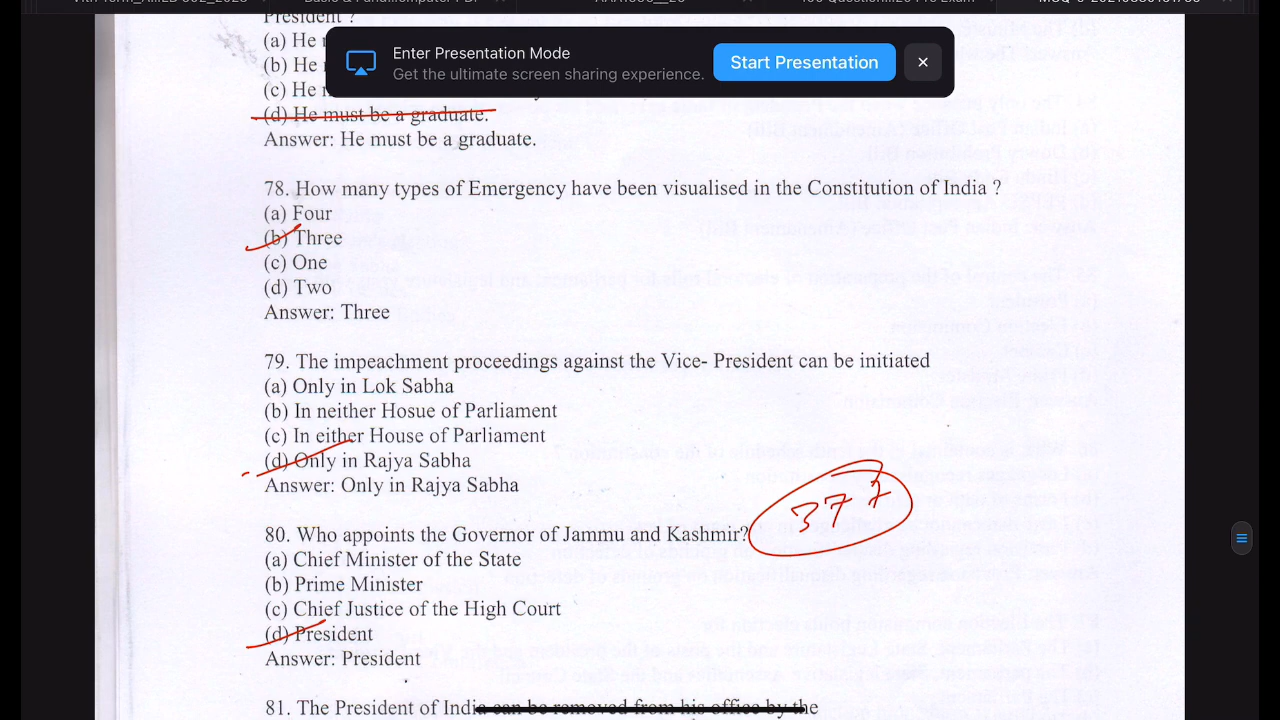 President ?
(a) He
(b) He
(c) He
Enter Presentation Mode
Get the ultimate screen sharing experience.
Start Presentation
(d) He must be a graduate.
Answer: He must be a graduate.
78. How many types of Emergency have been visualised in the Constitution of India ?
(a) Four
(b) Three
(c) One
(d) Two
Answer: Three
79. The impeachment proceedings against the Vice- President can be initiated
(a) Only in Lok Sabha
(b) In neither Hosue of Parliament
(c) In either House of Parliament
(d) Only in Rajya Sabha
Answer: Only in Rajya Sabha
377
80. Who appoints the Governor of Jammu and Kashmir?
(a) Chief Minister of the State
(b) Prime Minister
(c) Chief Justice of the High Court
(d) President
Answer: President
81. The President of India can be removed from his office by the